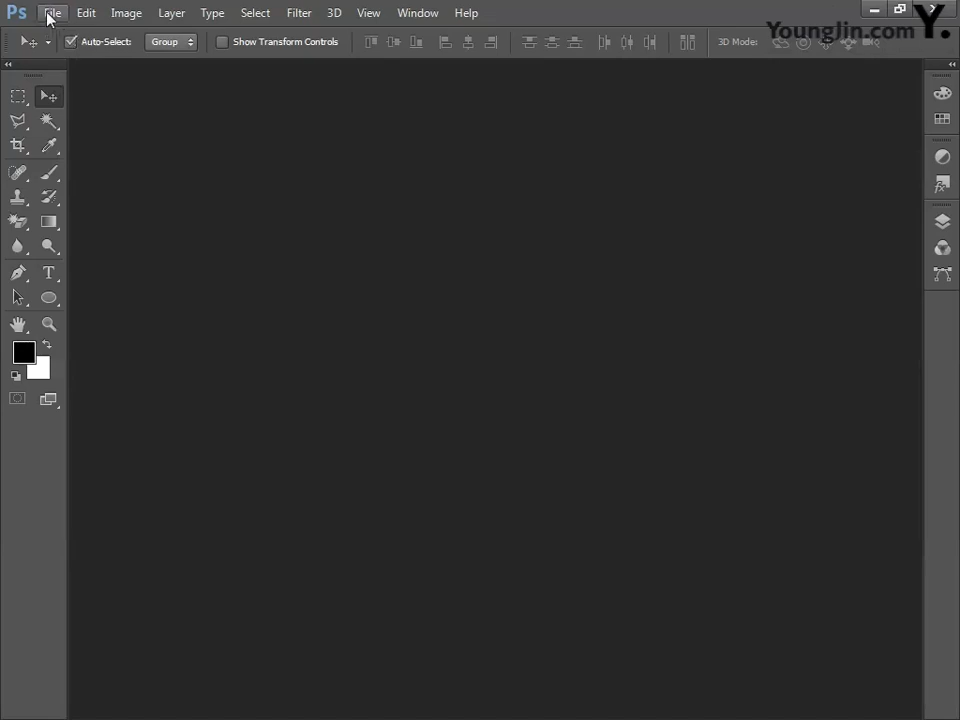 Ps File Edit Image Layer Type Select Filter 3D View Window Help
YoungJin.com Y.
Auto-Select: Group Show Transform Controls 3D Mode:
T